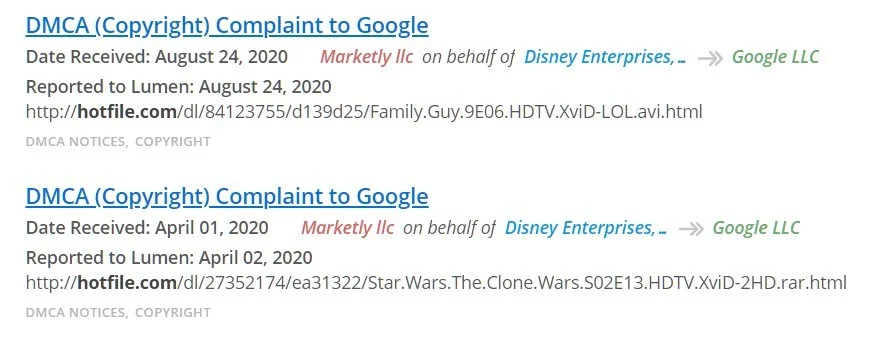 DMCA (Copyright) Complaint to Google
Date Received: August 24, 2020 Marketly llc on behalf of Disney Enterprises, ... Google LLC
Reported to Lumen: August 24, 2020
http://hotfile.com/dl/84123755/d139d25/Family.Guy.9E06.HDTV.XviD-LOL.avi.html
DMCA NOTICES, COPYRIGHT
DMCA (Copyright) Complaint to Google
Date Received: April 01, 2020 Marketly llc on behalf of Disney Enterprises, ... Google LLC
Reported to Lumen: April 02, 2020
http://hotfile.com/dl/27352174/ea31322/Star.Wars.The.Clone.Wars.S02E13.HDTV.XviD-2HD.rar.html
DMCA NOTICES, COPYRIGHT